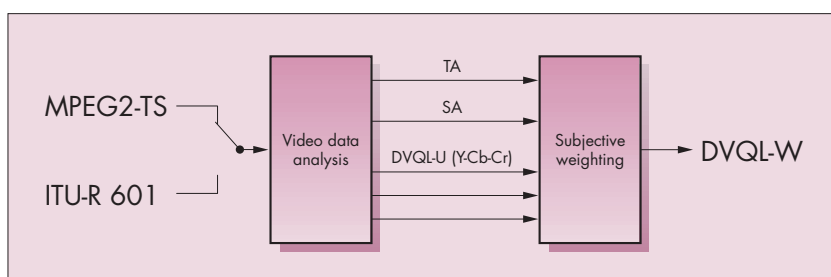 MPEG2-TS
ITU-R 601
Video data
analysis
TA
SA
DVQL-U (Y-Cb-Cr)
Subjective
weighting
DVQL-W